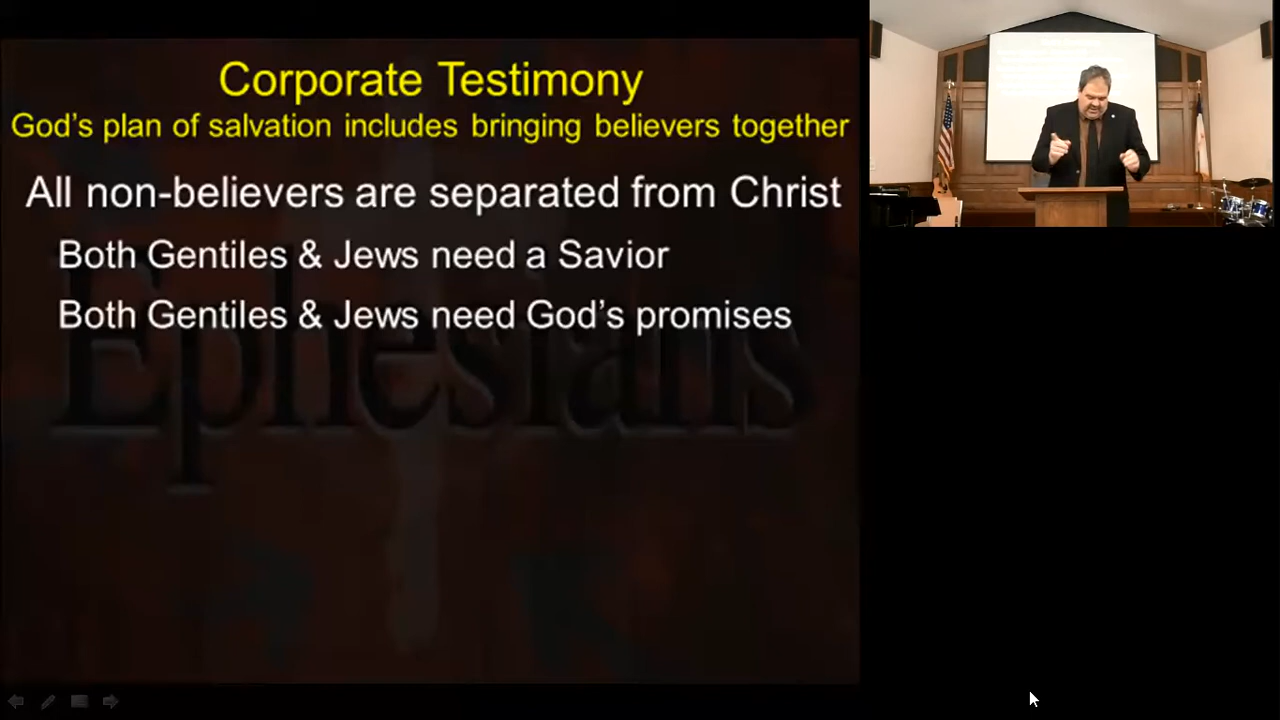 Corporate Testimony
God's plan of salvation includes bringing believers together
All non-believers are separated from Christ
Both Gentiles & Jews need a Savior
Both Gentiles & Jews need God's promises
Ephesians